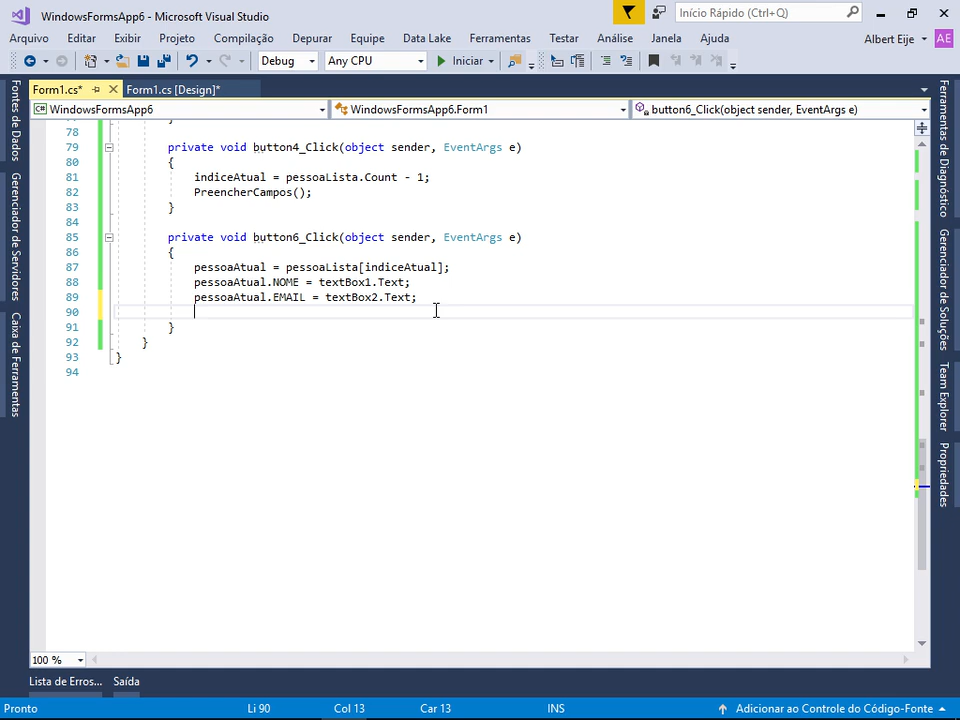 WindowsFormsApp6 - Microsoft Visual Studio
Início Rápido (Ctrl+Q)
Arquivo Editar Exibir Projeto Compilação Depurar Equipe Data Lake Ferramentas Testar Análise Janela Ajuda Albert Eije AE
Debug Any CPU Iniciar
Form1.cs* Form1.cs [Design]*
C# WindowsFormsApp6 WindowsFormsApp6.Form1 button6_Click(object sender, EventArgs e)
78
79 private void button4_Click(object sender, EventArgs e)
80 {
81 indiceAtual = pessoaLista.Count - 1;
82 PreencherCampos();
83 }
84
85 private void button6_Click(object sender, EventArgs e)
86 {
87 pessoaAtual = pessoaLista[indiceAtual];
88 pessoaAtual.NOME = textBox1.Text;
89 pessoaAtual.EMAIL = textBox2.Text;
90
91 }
92 }
93 }
94
Fontes de Dados
Gerenciador de Servidores
Caixa de Ferramentas
Ferramentas de Diagnóstico
Gerenciador de Soluções
Team Explorer
Propriedades
100 %
Lista de Erros... Saída
Pronto Li 90 Col 13 Car 13 INS Adicionar ao Controle do Código-Fonte